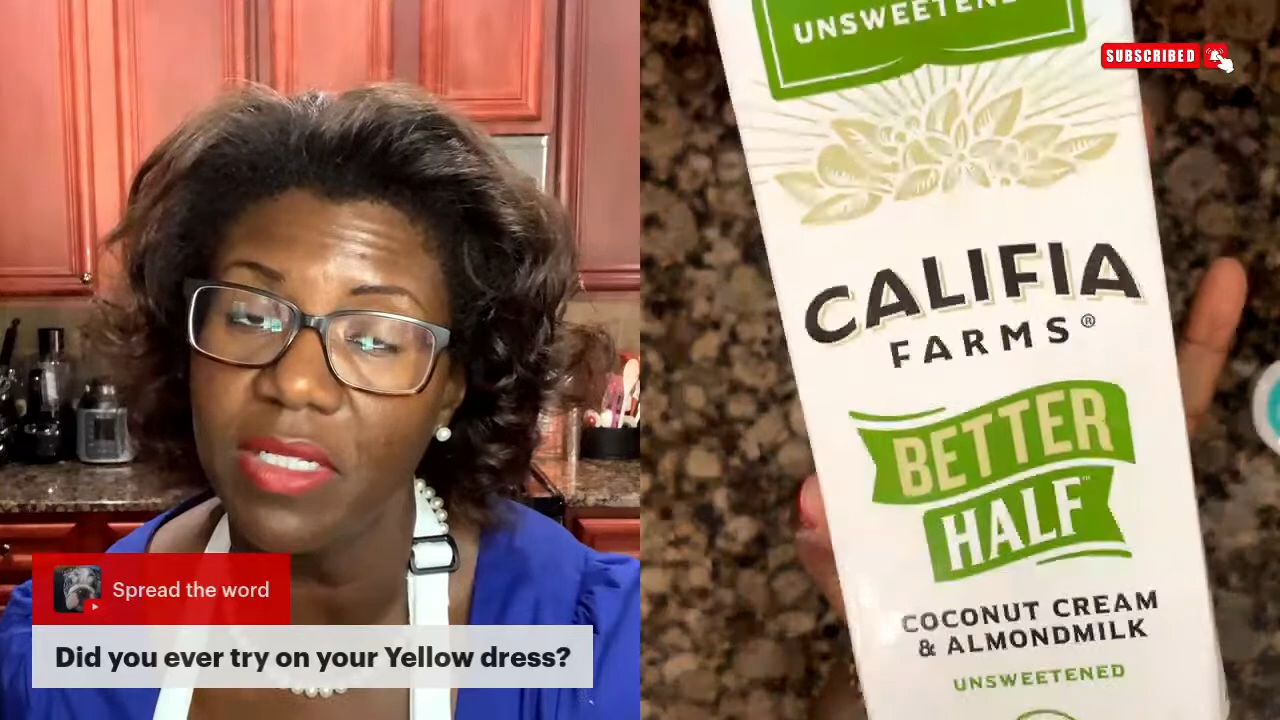 Spread the word
Did you ever try on your Yellow dress?
UNSWEETENED
SUBSCRIBED
CALIFIA
FARMS®
BETTER
HALF™
COCONUT CREAM
& ALMONDMILK
UNSWEETENED